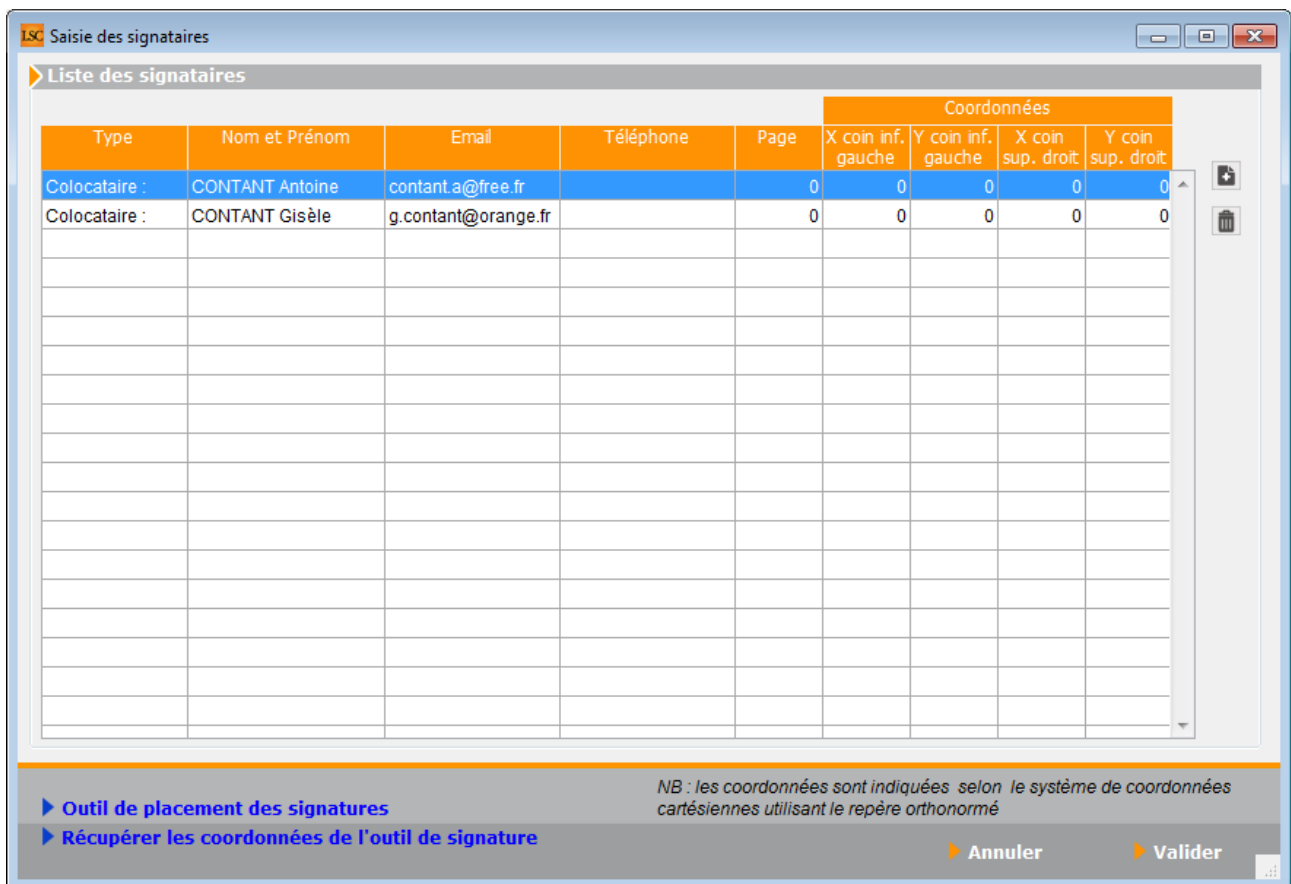 LSC Saisie des signataires
Liste des signataires
Coordonnées
Type Nom et Prénom Email Téléphone Page X coin inf. gauche Y coin inf. gauche X coin sup. droit Y coin sup. droit
Colocataire : CONTANT Antoine contant.a@free.fr 0 0 0 0 0
Colocataire : CONTANT Gisèle g.contant@orange.fr 0 0 0 0 0
NB : les coordonnées sont indiquées selon le système de coordonnées
cartésiennes utilisant le repère orthonormé
Outil de placement des signatures
Récupérer les coordonnées de l'outil de signature
Annuler Valider